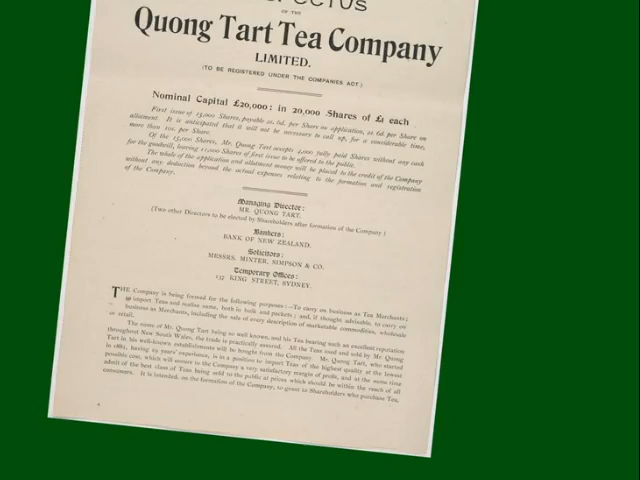 OF THE
Quong Tart Tea Company
LIMITED.
(TO BE REGISTERED UNDER THE COMPANIES ACT)
Nominal Capital £20,000: in 20,000 Shares of £1 each
First issue of 13,000 Shares, payable 2s. 6d. per Share on application, 2s. 6d. per Share on
allotment. It is anticipated that it will not be necessary to call up, for a considerable time,
more than 10s. per Share.
Of the 13,000 Shares, Mr. Quong Tart accepts 2,000 fully paid Shares without any cash
for the goodwill, leaving 11,000 Shares of first issue to be offered to the public.
The whole of the application and allotment money will be placed to the credit of the Company
without any deduction beyond the actual expenses relating to the formation and registration
of the Company.
Managing Director:
MR. QUONG TART.
(Two other Directors to be elected by Shareholders after formation of the Company)
Bankers:
BANK OF NEW ZEALAND.
Solicitors:
MESSRS. MINTER, SIMPSON & CO.
Temporary Offices:
137 KING STREET, SYDNEY.
THE Company is being formed for the following purposes:—To carry on business as Tea Merchants;
to import Teas and realise same, both in bulk and packets; and, if thought advisable, to carry on
business as Merchants, including the sale of every description of marketable commodities, wholesale
or retail.
The name of Mr. Quong Tart being so well known, and his Tea bearing such an excellent reputation
throughout New South Wales, the trade is practically assured. All the Teas used and sold by Mr. Quong
Tart in his well-known establishments will be bought from the Company. Mr. Quong Tart, who started
in 1881, having 19 years' experience, is in a position to import Teas of the highest quality at the lowest
possible cost, which will ensure to the Company a very satisfactory margin of profit, and at the same time
admit of the best class of Teas being sold to the public at prices which should be within the reach of all
consumers. It is intended, on the formation of the Company, to grant to Shareholders who purchase Tea,